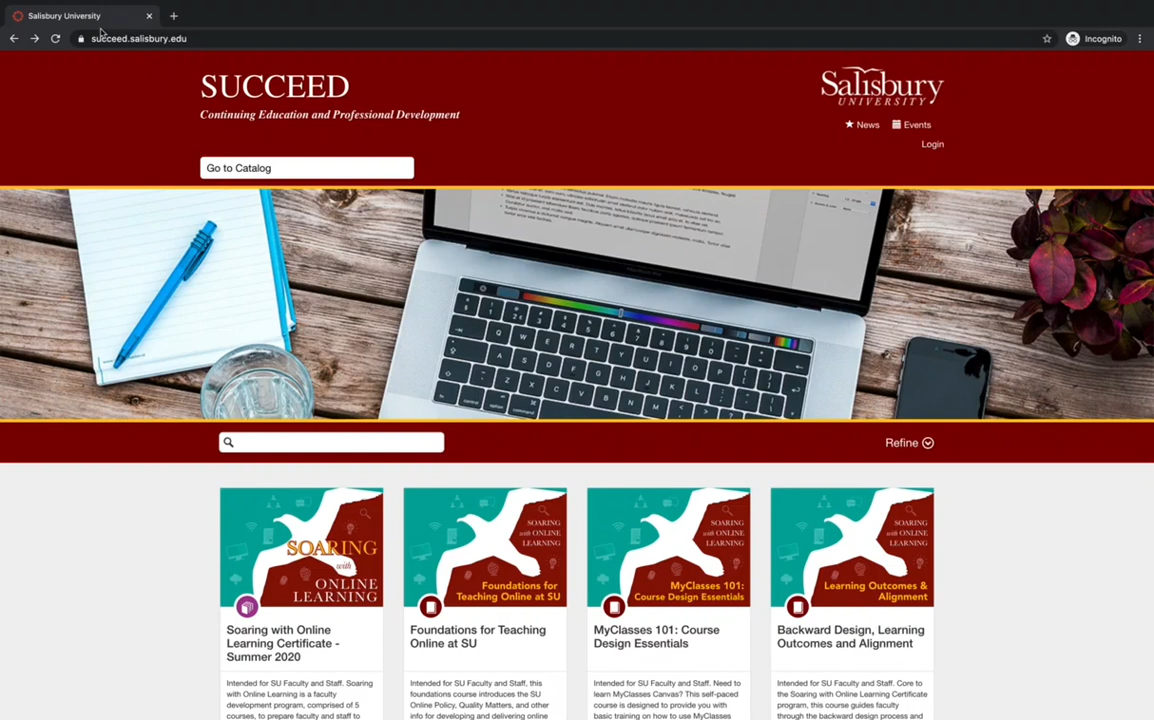 Salisbury University
succeed.salisbury.edu
Incognito
SUCCEED
Continuing Education and Professional Development
Salisbury
UNIVERSITY
News
Events
Login
Go to Catalog
Refine
SOARING
with
ONLINE
LEARNING
Soaring with Online
Learning Certificate -
Summer 2020
Intended for SU Faculty and Staff. Soaring
with Online Learning is a faculty
development program, comprised of 5
courses, to prepare faculty and staff to
SOARING
with ONLINE
LEARNING
Foundations for
Teaching Online at SU
Foundations for Teaching
Online at SU
Intended for SU Faculty and Staff, this
foundations course introduces the SU
Online Policy, Quality Matters, and other
info for developing and delivering online
SOARING
with ONLINE
LEARNING
MyClasses 101:
Course Design Essentials
MyClasses 101: Course
Design Essentials
Intended for SU Faculty and Staff. Need to
learn MyClasses Canvas? This self-paced
course is designed to provide you with
basic training on how to use MyClasses
SOARING
with ONLINE
LEARNING
Learning Outcomes &
Alignment
Backward Design, Learning
Outcomes and Alignment
Intended for SU Faculty and Staff. Core to
the Soaring with Online Learning Certificate
program, this course guides faculty
through the backward design process and